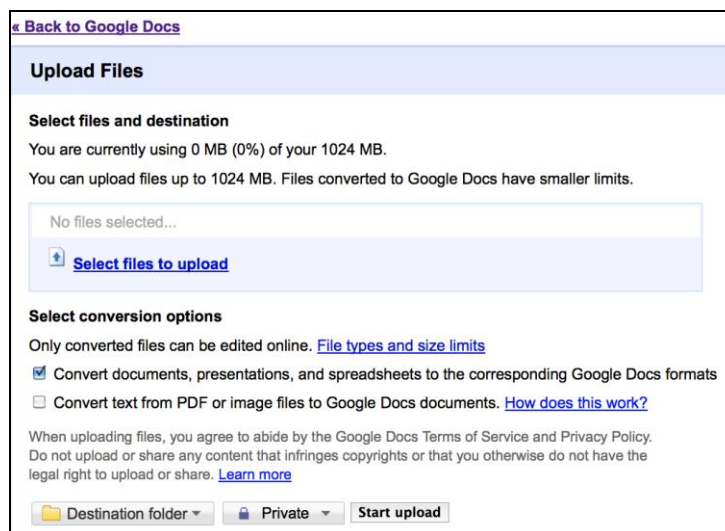 « Back to Google Docs
Upload Files
Select files and destination
You are currently using 0 MB (0%) of your 1024 MB.
You can upload files up to 1024 MB. Files converted to Google Docs have smaller limits.
No files selected...
Select files to upload
Select conversion options
Only converted files can be edited online. File types and size limits
Convert documents, presentations, and spreadsheets to the corresponding Google Docs formats
Convert text from PDF or image files to Google Docs documents. How does this work?
When uploading files, you agree to abide by the Google Docs Terms of Service and Privacy Policy.
Do not upload or share any content that infringes copyrights or that you otherwise do not have the
legal right to upload or share. Learn more
Destination folder Private Start upload